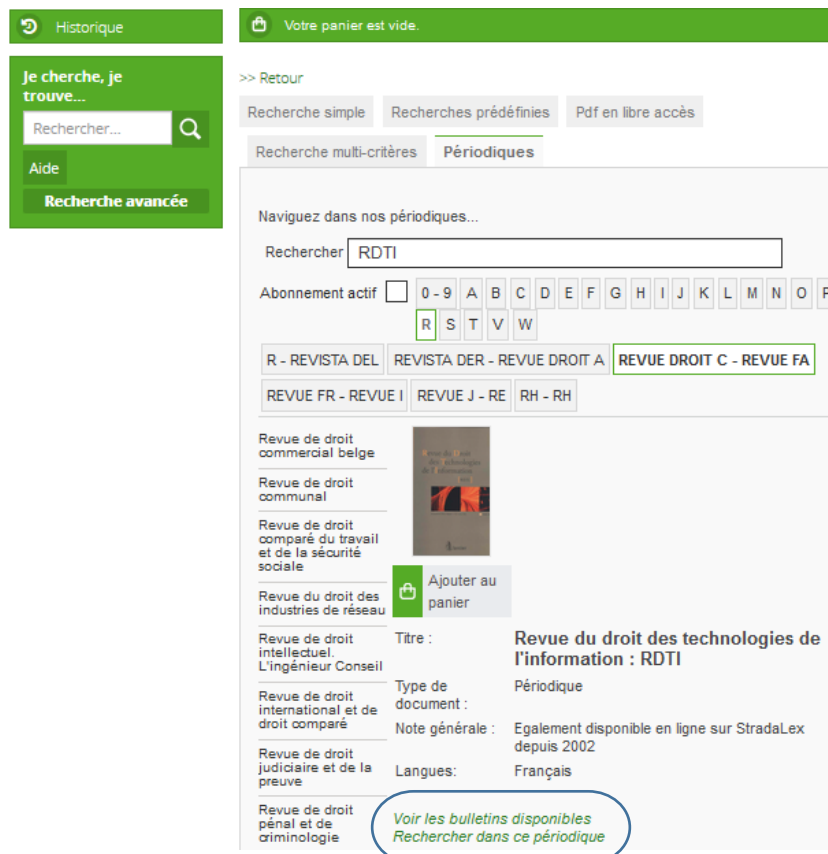 Historique
Votre panier est vide.
Je cherche, je
trouve...
Rechercher...
Aide
Recherche avancée
>> Retour
Recherche simple Recherches prédéfinies Pdf en libre accès
Recherche multi-critères Périodiques
Naviguez dans nos périodiques...
Rechercher RDTI
Abonnement actif 0 - 9 A B C D E F G H I J K L M N O
R S T V W
R - REVISTA DEL REVISTA DER - REVUE DROIT A REVUE DROIT C - REVUE FA
REVUE FR - REVUE I REVUE J - RE RH - RH
Revue de droit
commercial belge
Revue de droit
communal
Revue de droit
comparé du travail
et de la sécurité
sociale
Revue du droit des
industries de réseau
Revue de droit
intellectuel.
L'ingénieur Conseil
Revue de droit
international et de
droit comparé
Revue de droit
judiciaire et de la
preuve
Revue de droit
pénal et de
criminologie
Revue du Droit
des Technologies
de l'Information
Ajouter au
panier
Titre : Revue du droit des technologies de
l'information : RDTI
Type de
document :
Périodique
Note générale : Egalement disponible en ligne sur StradaLex
depuis 2002
Langues: Français
Voir les bulletins disponibles
Rechercher dans ce périodique